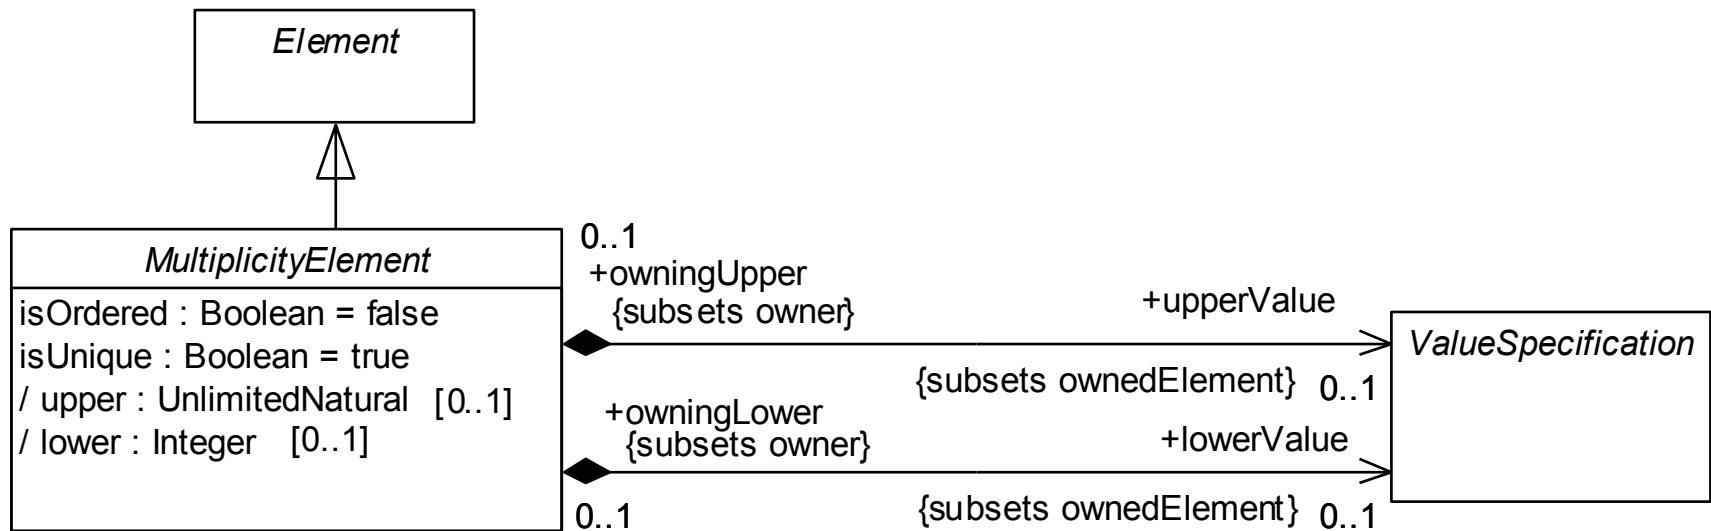 Element
MultiplicityElement
isOrdered : Boolean = false
isUnique : Boolean = true
/ upper : UnlimitedNatural [0..1]
/ lower : Integer [0..1]
0..1
+owningUpper
{subsets owner}
+upperValue
{subsets ownedElement} 0..1
+owningLower
{subsets owner}
+lowerValue
0..1
{subsets ownedElement} 0..1
ValueSpecification